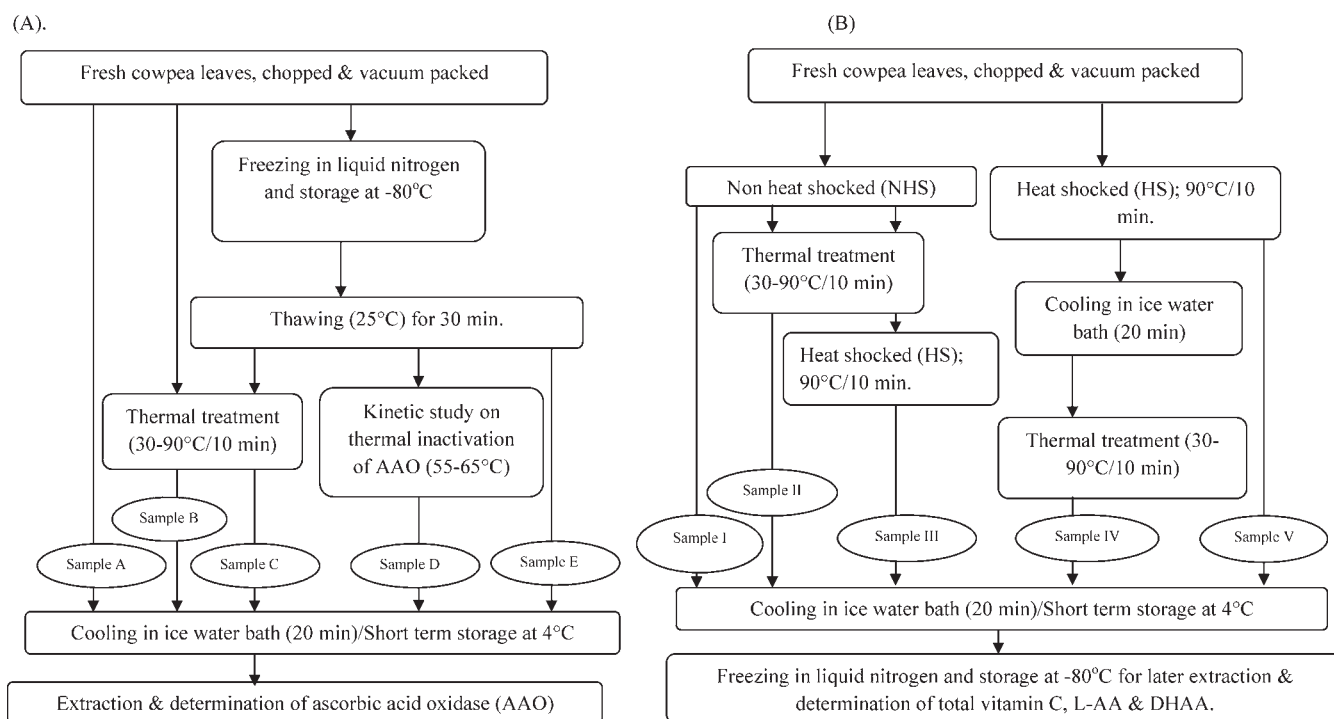 (A).
Fresh cowpea leaves, chopped & vacuum packed
Freezing in liquid nitrogen
and storage at -80°C
Thawing (25°C) for 30 min.
Thermal treatment
(30-90°C/10 min)
Kinetic study on
thermal inactivation
of AAO (55-65°C)
Sample B
Sample A
Sample C
Sample D
Sample E
Cooling in ice water bath (20 min)/Short term storage at 4°C
Extraction & determination of ascorbic acid oxidase (AAO)
(B)
Fresh cowpea leaves, chopped & vacuum packed
Non heat shocked (NHS)
Heat shocked (HS); 90°C/10
min.
Thermal treatment
(30-90°C/10 min)
Cooling in ice water
bath (20 min)
Heat shocked (HS);
90°C/10 min.
Thermal treatment (30-
90°C/10 min)
Sample II
Sample I
Sample III
Sample IV
Sample V
Cooling in ice water bath (20 min)/Short term storage at 4°C
Freezing in liquid nitrogen and storage at -80°C for later extraction &
determination of total vitamin C, L-AA & DHAA.